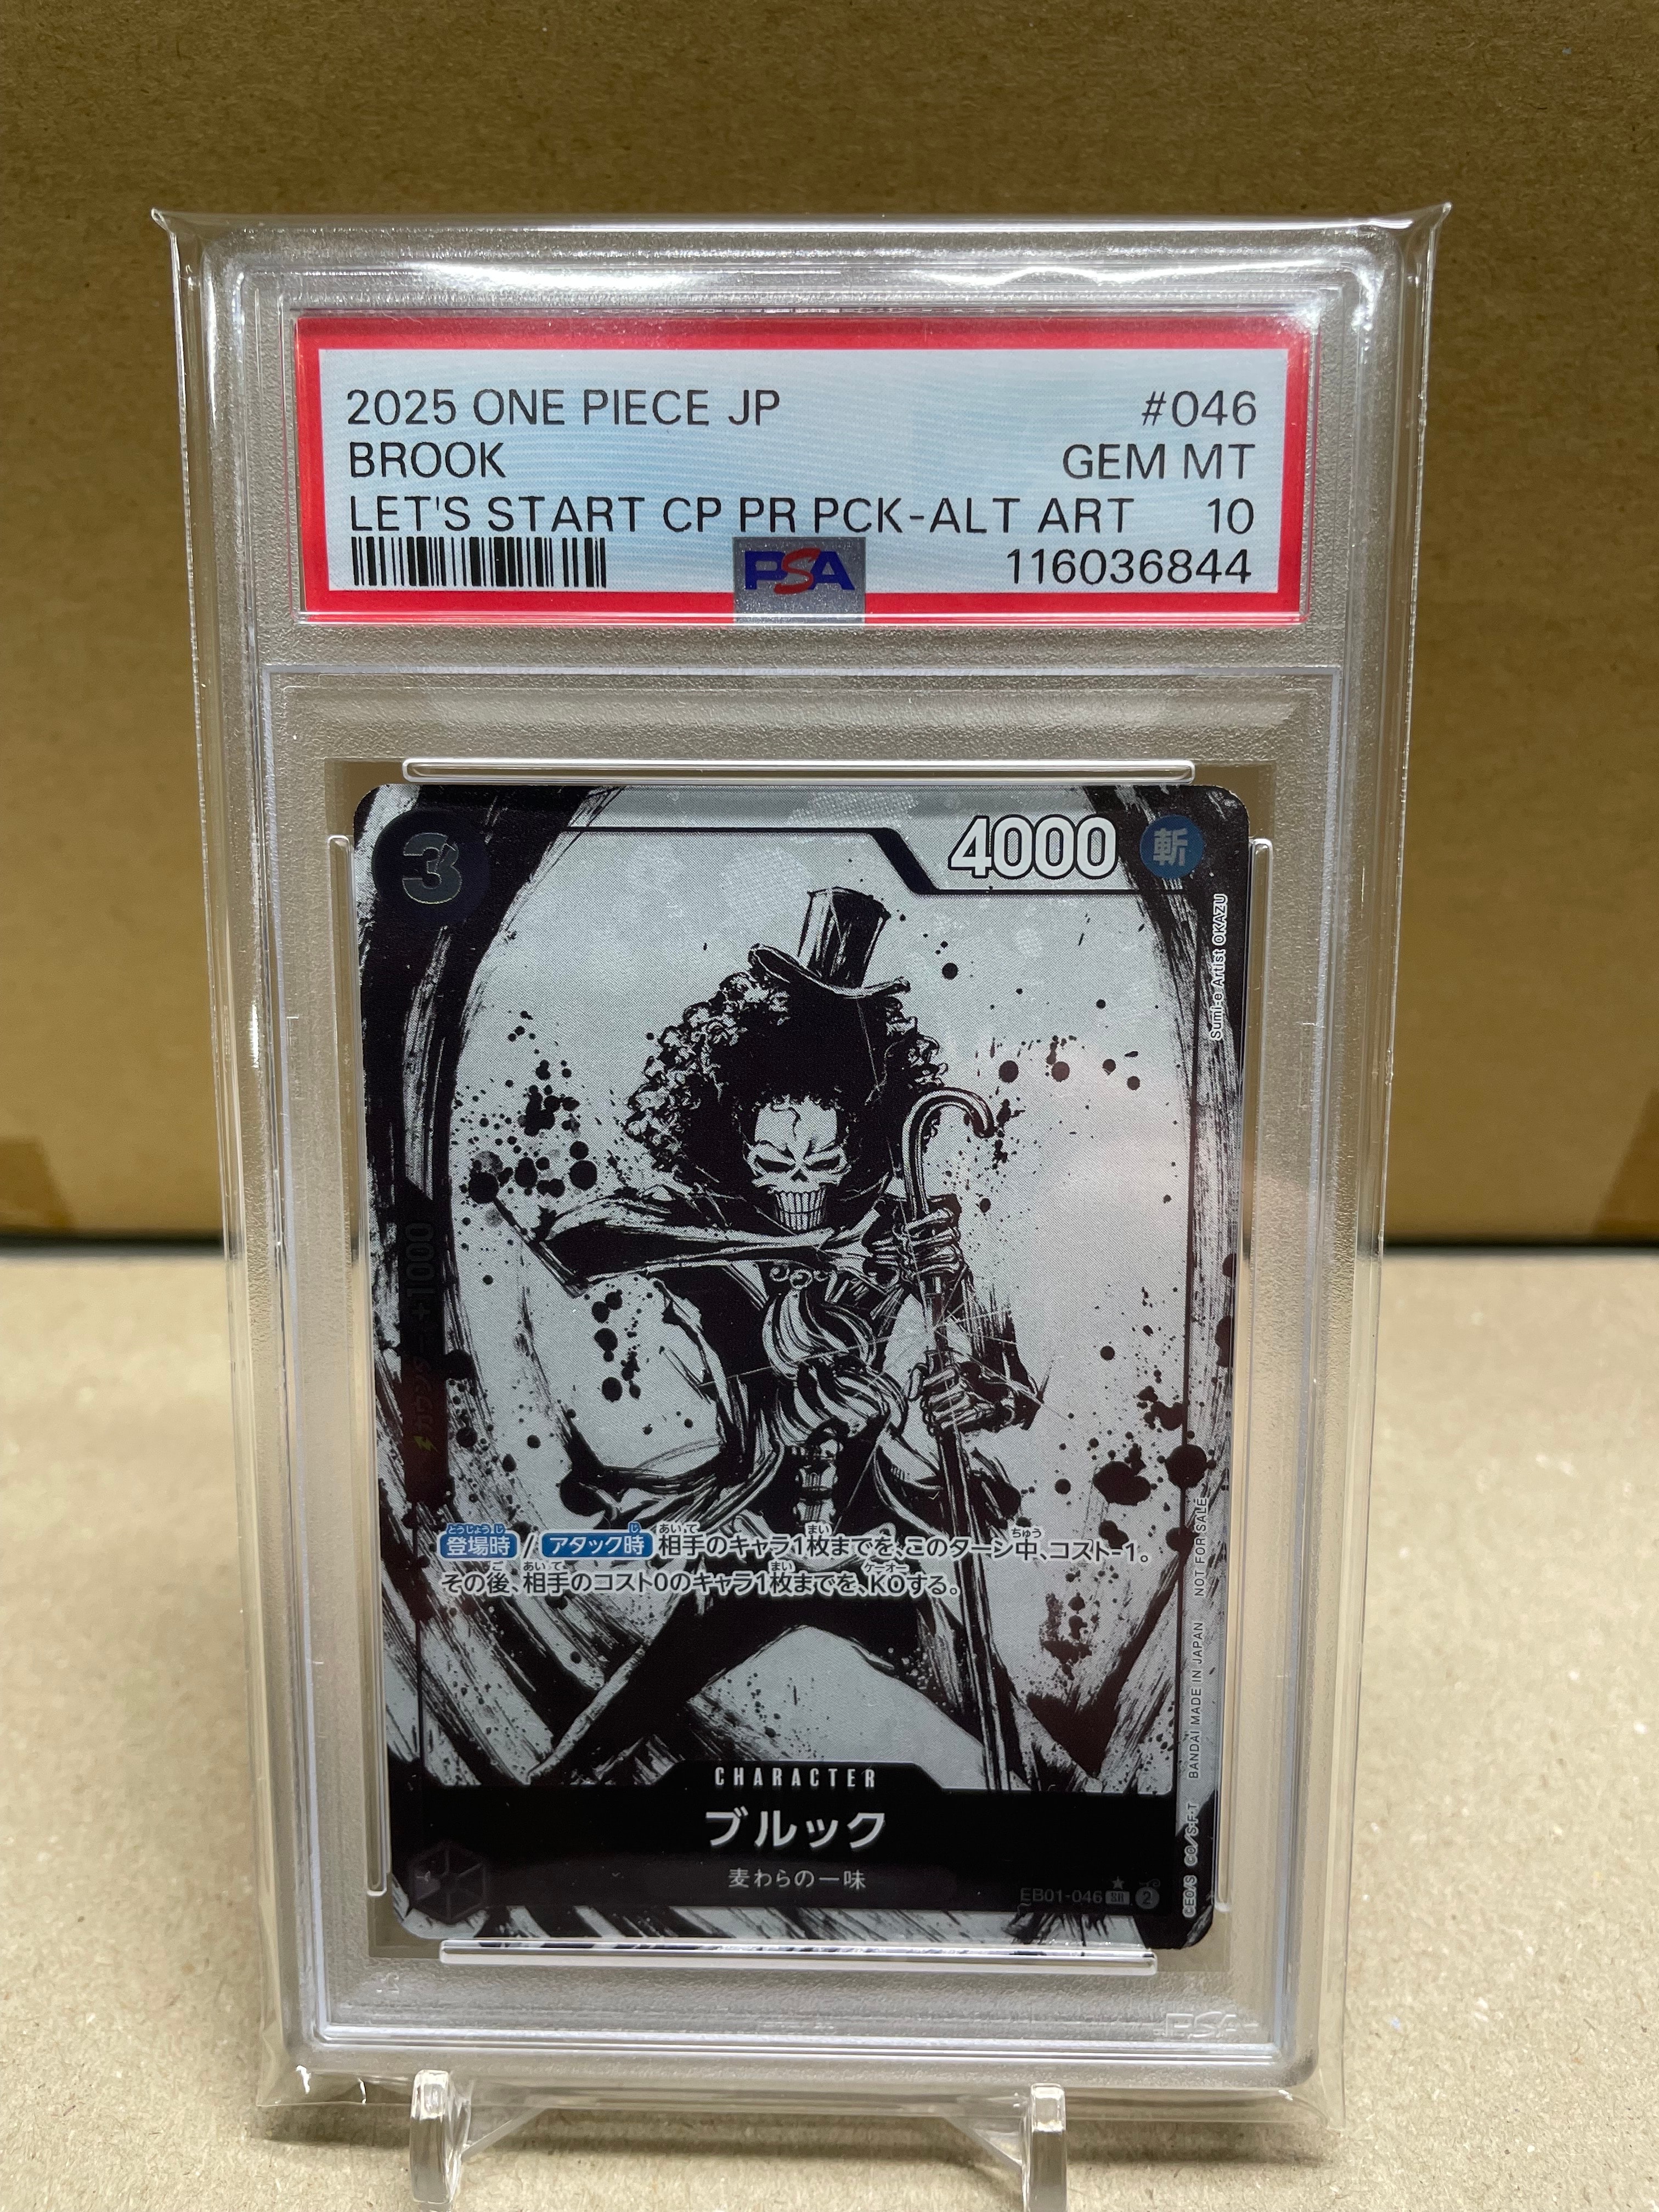 2025 ONE PIECE JP #046
BROOK GEM MT
LET'S START CP PR PCK-ALT ART 10
PSA 116036844
3 4000 斬
Sumi-e Artist OKAZU
カウンター +1000
登場時 / アタック時 相手のキャラ1枚までを、このターン中、コスト-1。
その後、相手のコスト0のキャラ1枚までを、KOする。
CHARACTER
ブルック
麦わらの一味
EB01-046 SR 2
©E.O/S ©O/S・F・T BANDAI MADE IN JAPAN NOT FOR SALE
PSA